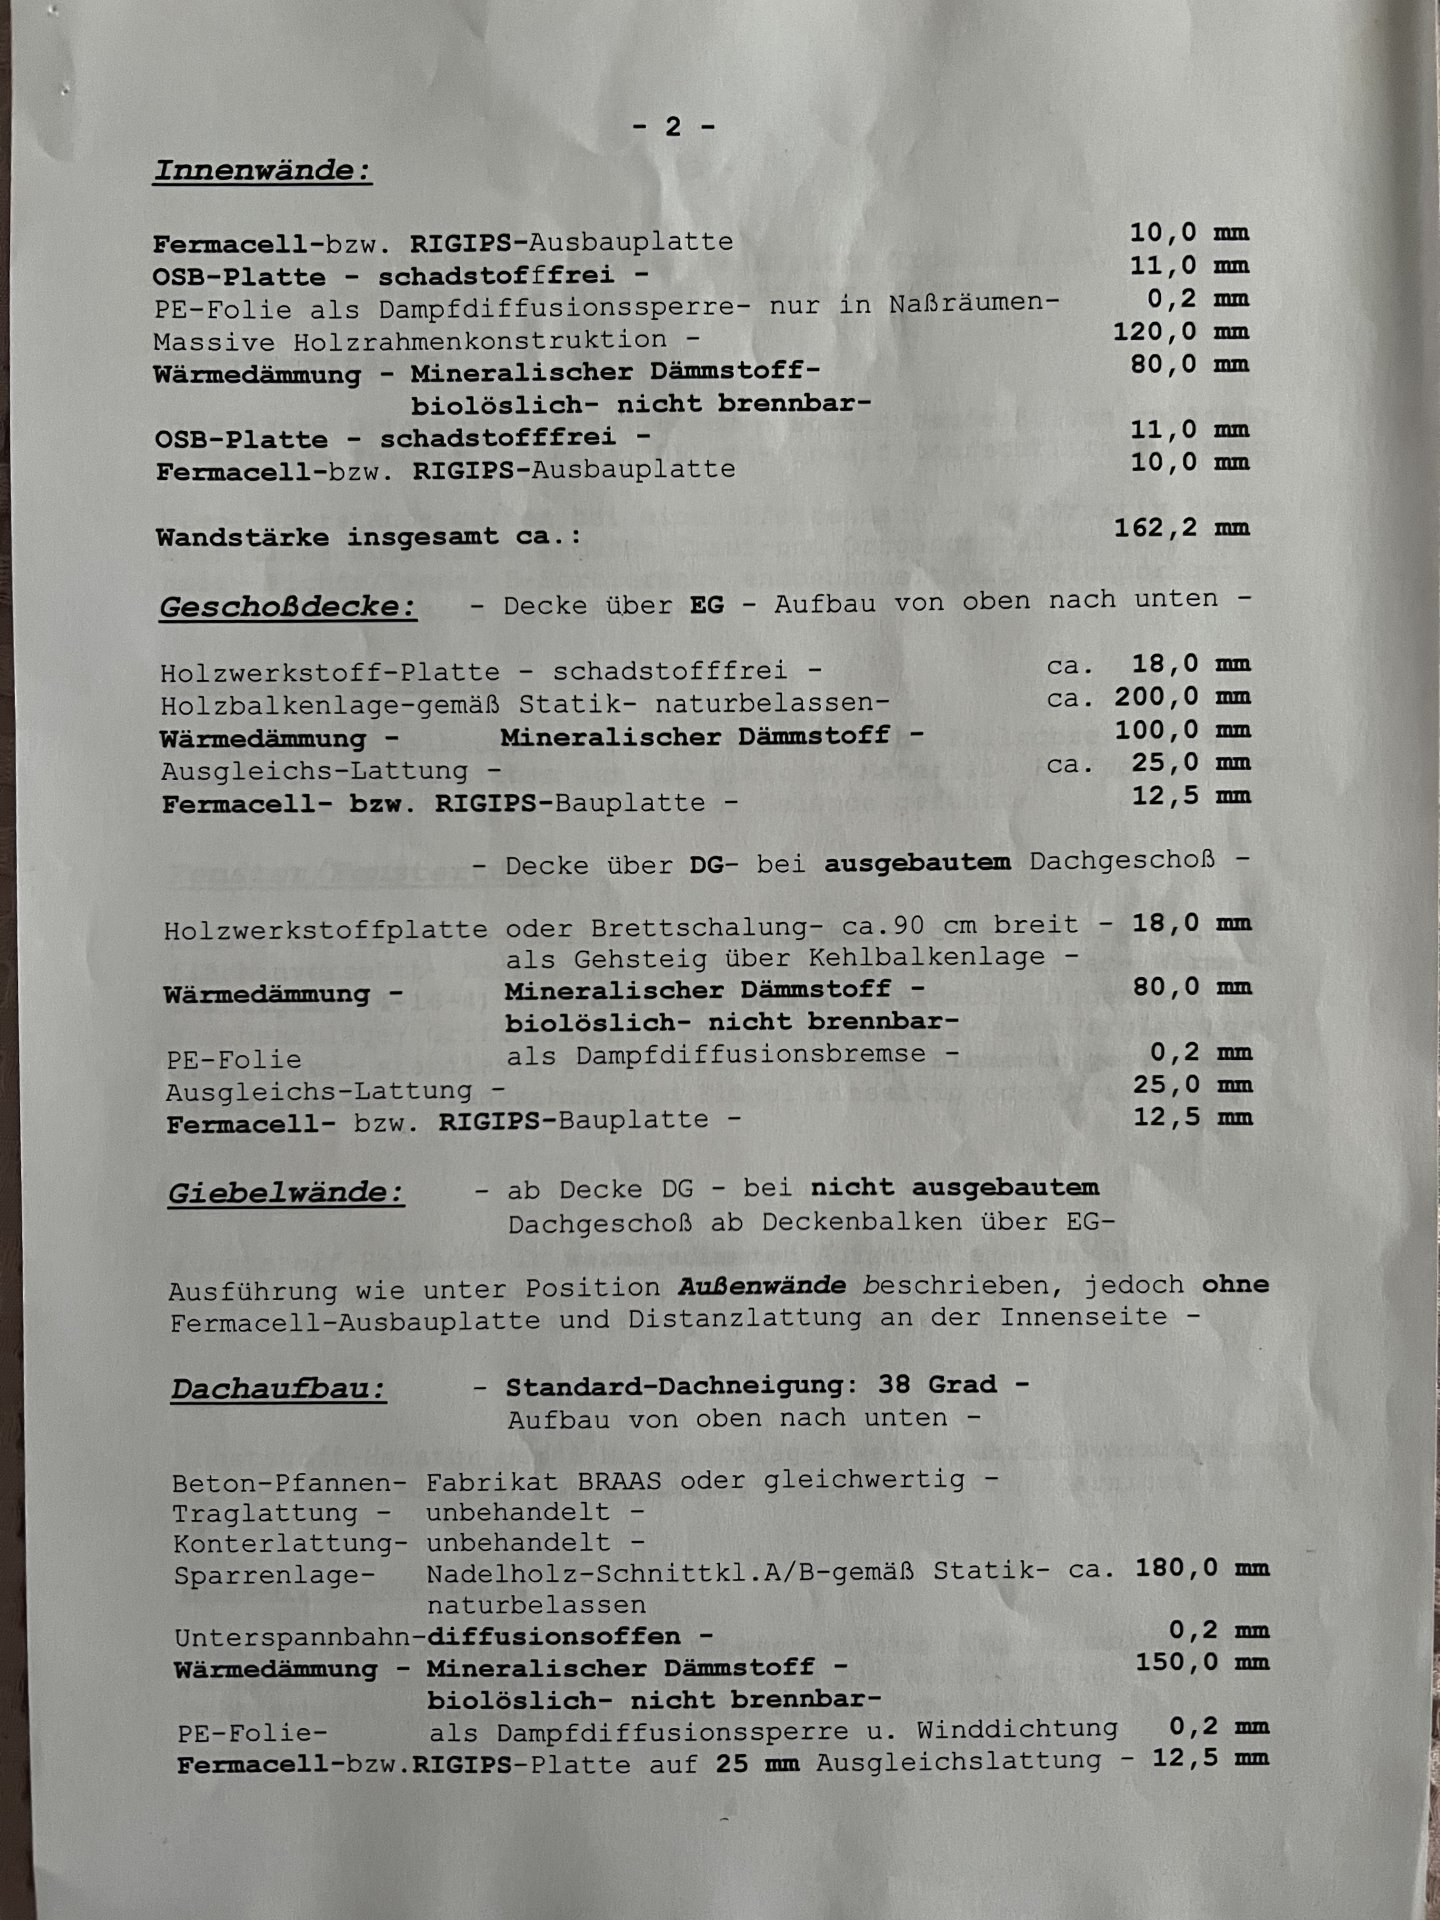 - 2 -
Innenwände:
Fermacell-bzw. RIGIPS-Ausbauplatte 10,0 mm
OSB-Platte - schadstofffrei - 11,0 mm
PE-Folie als Dampfdiffusionssperre- nur in Naßräumen- 0,2 mm
Massive Holzrahmenkonstruktion - 120,0 mm
Wärmedämmung - Mineralischer Dämmstoff- 80,0 mm
biolöslich- nicht brennbar-
OSB-Platte - schadstofffrei - 11,0 mm
Fermacell-bzw. RIGIPS-Ausbauplatte 10,0 mm
Wandstärke insgesamt ca.: 162,2 mm
Geschoßdecke: - Decke über EG - Aufbau von oben nach unten -
Holzwerkstoff-Platte - schadstofffrei - ca. 18,0 mm
Holzbalkenlage-gemäß Statik- naturbelassen- ca. 200,0 mm
Wärmedämmung - Mineralischer Dämmstoff - 100,0 mm
Ausgleichs-Lattung - ca. 25,0 mm
Fermacell- bzw. RIGIPS-Bauplatte - 12,5 mm
- Decke über DG- bei ausgebautem Dachgeschoß -
Holzwerkstoffplatte oder Brettschalung- ca.90 cm breit - 18,0 mm
als Gehsteig über Kehlbalkenlage -
Wärmedämmung - Mineralischer Dämmstoff - 80,0 mm
biolöslich- nicht brennbar-
PE-Folie als Dampfdiffusionsbremse - 0,2 mm
Ausgleichs-Lattung - 25,0 mm
Fermacell- bzw. RIGIPS-Bauplatte - 12,5 mm
Giebelwände: - ab Decke DG - bei nicht ausgebautem
Dachgeschoß ab Deckenbalken über EG-
Ausführung wie unter Position Außenwände beschrieben, jedoch ohne
Fermacell-Ausbauplatte und Distanzlattung an der Innenseite -
Dachaufbau: - Standard-Dachneigung: 38 Grad -
Aufbau von oben nach unten -
Beton-Pfannen- Fabrikat BRAAS oder gleichwertig -
Traglattung - unbehandelt -
Konterlattung- unbehandelt -
Sparrenlage- Nadelholz-Schnittkl.A/B-gemäß Statik- ca. 180,0 mm
naturbelassen
Unterspannbahn-diffusionsoffen - 0,2 mm
Wärmedämmung - Mineralischer Dämmstoff - 150,0 mm
biolöslich- nicht brennbar-
PE-Folie- als Dampfdiffusionssperre u. Winddichtung 0,2 mm
Fermacell-bzw.RIGIPS-Platte auf 25 mm Ausgleichslattung - 12,5 mm